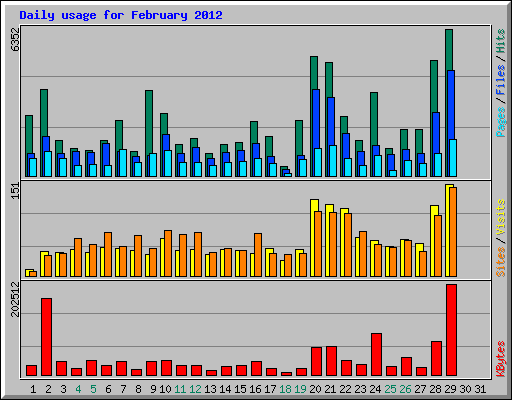 Daily usage for February 2012
6352
Pages / Files / Hits
151
Sites / Visits
202512
KBytes
1 2 3 4 5 6 7 8 9 10 11 12 13 14 15 16 17 18 19 20 21 22 23 24 25 26 27 28 29 30 31